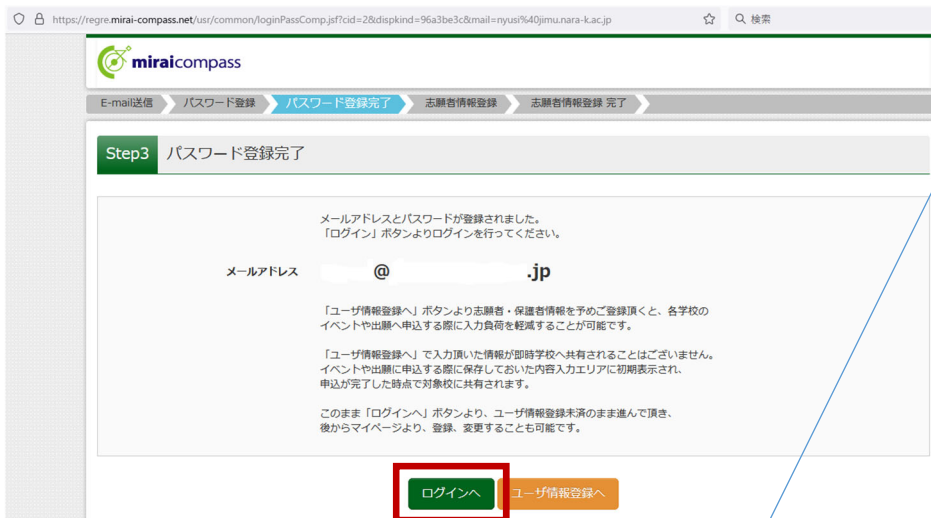 https://regre.mirai-compass.net/usr/common/loginPassComp.jsf?cid=2&dispkind=96a3be3c&mail=nyusi%40jimu.nara-k.ac.jp
検索
miraicompass
E-mail送信 パスワード登録 パスワード登録完了 志願者情報登録 志願者情報登録 完了
Step3 パスワード登録完了
メールアドレスとパスワードが登録されました。
「ログイン」ボタンよりログインを行ってください。
メールアドレス @ .jp
「ユーザ情報登録へ」ボタンより志願者・保護者情報を予めご登録頂くと、各学校の
イベントや出願へ申込する際に入力負荷を軽減することが可能です。
「ユーザ情報登録へ」で入力頂いた情報が即時学校へ共有されることはございません。
イベントや出願に申込する際に保存しておいた内容入力エリアに初期表示され、
申込が完了した時点で対象校に共有されます。
このまま「ログインへ」ボタンより、ユーザ情報登録未済のまま進んで頂き、
後からマイページより、登録、変更することも可能です。
ログインへ ユーザ情報登録へ